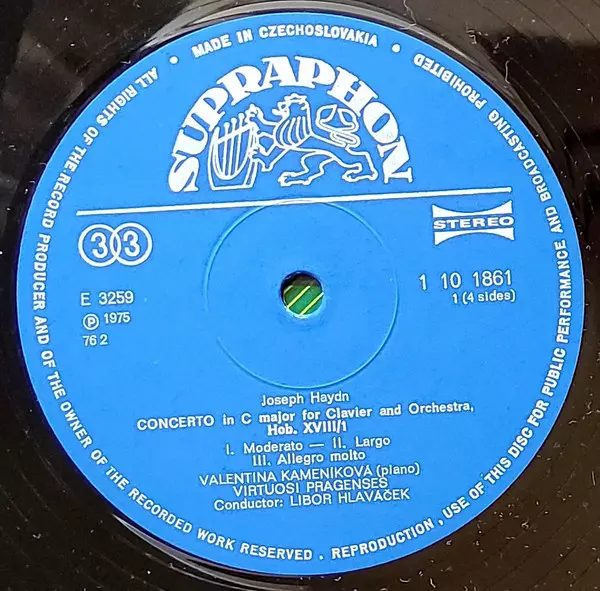 MADE IN CZECHOSLOVAKIA • ALL RIGHTS OF THE RECORD PRODUCER AND OF THE OWNER OF THE RECORDED WORK RESERVED . REPRODUCTION, USE OF THIS DISC FOR PUBLIC PERFORMANCE AND BROADCASTING PROHIBITED •
SUPRAPHON
33
STEREO
E 3259
1 10 1861
Ⓟ 1975
1 (4 sides)
76 2
Joseph Haydn
CONCERTO in C major for Clavier and Orchestra,
Hob. XVIII/1
I. Moderato — II. Largo
III. Allegro molto
VALENTINA KAMENÍKOVÁ (piano)
VIRTUOSI PRAGENSES
Conductor: LIBOR HLAVÁČEK